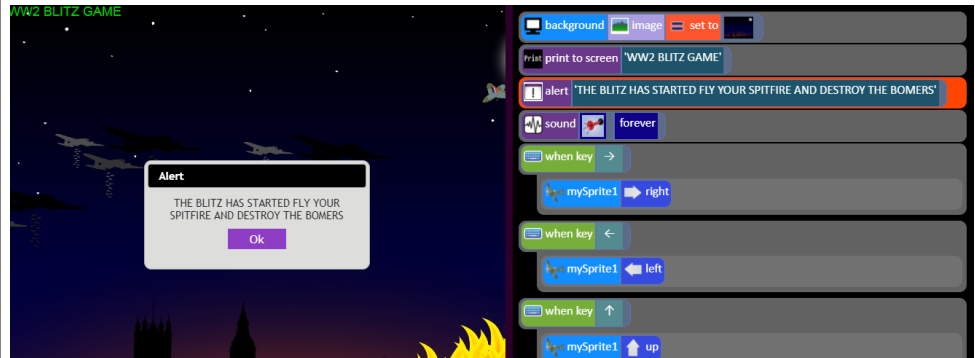 WW2 BLITZ GAME
Alert
THE BLITZ HAS STARTED FLY YOUR
SPITFIRE AND DESTROY THE BOMERS
Ok
background image = set to
Print print to screen 'WW2 BLITZ GAME'
! alert 'THE BLITZ HAS STARTED FLY YOUR SPITFIRE AND DESTROY THE BOMERS'
sound forever
when key →
mySprite1 right
when key ←
mySprite1 left
when key ↑
mySprite1 up